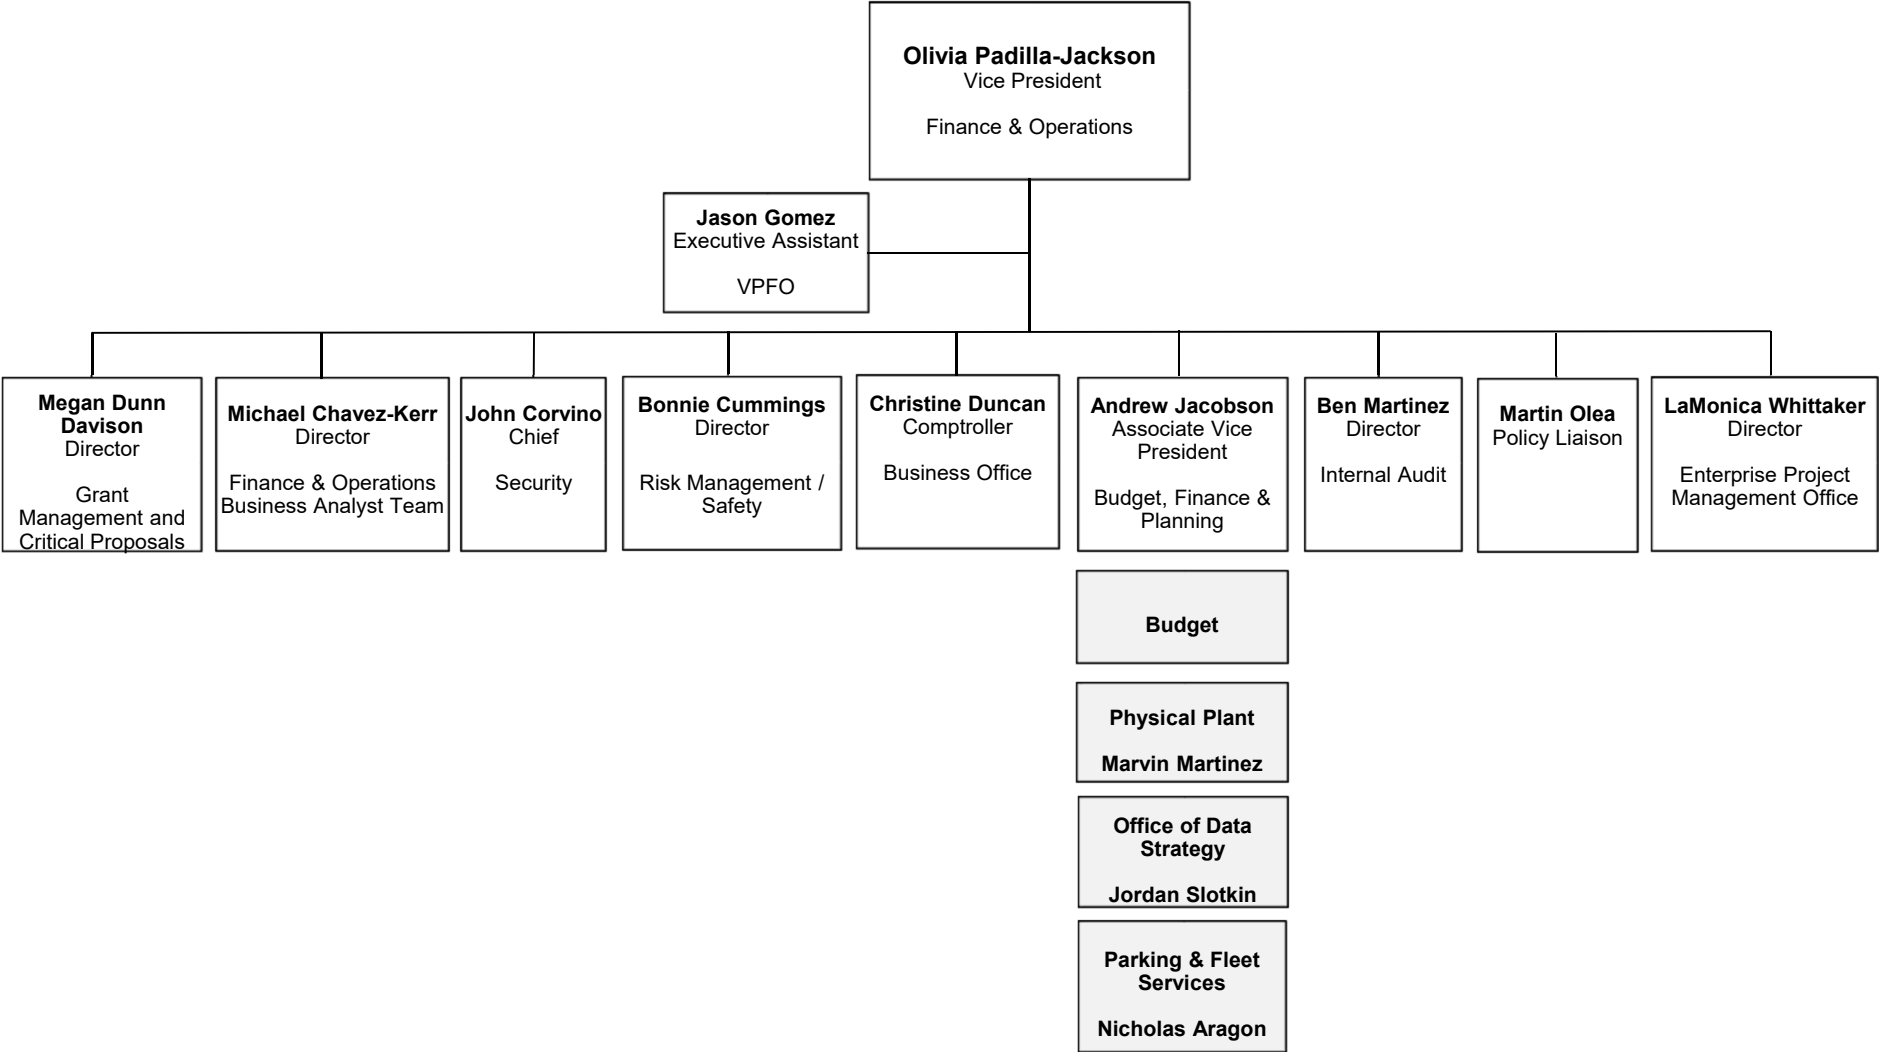 Olivia Padilla-Jackson
Vice President
Finance & Operations
Jason Gomez
Executive Assistant
VPFO
Megan Dunn
Davison
Director
Grant
Management and
Critical Proposals
Michael Chavez-Kerr
Director
Finance & Operations
Business Analyst Team
John Corvino
Chief
Security
Bonnie Cummings
Director
Risk Management /
Safety
Christine Duncan
Comptroller
Business Office
Andrew Jacobson
Associate Vice
President
Budget, Finance &
Planning
Ben Martinez
Director
Internal Audit
Martin Olea
Policy Liaison
LaMonica Whittaker
Director
Enterprise Project
Management Office
Budget
Physical Plant
Marvin Martinez
Office of Data
Strategy
Jordan Slotkin
Parking & Fleet
Services
Nicholas Aragon